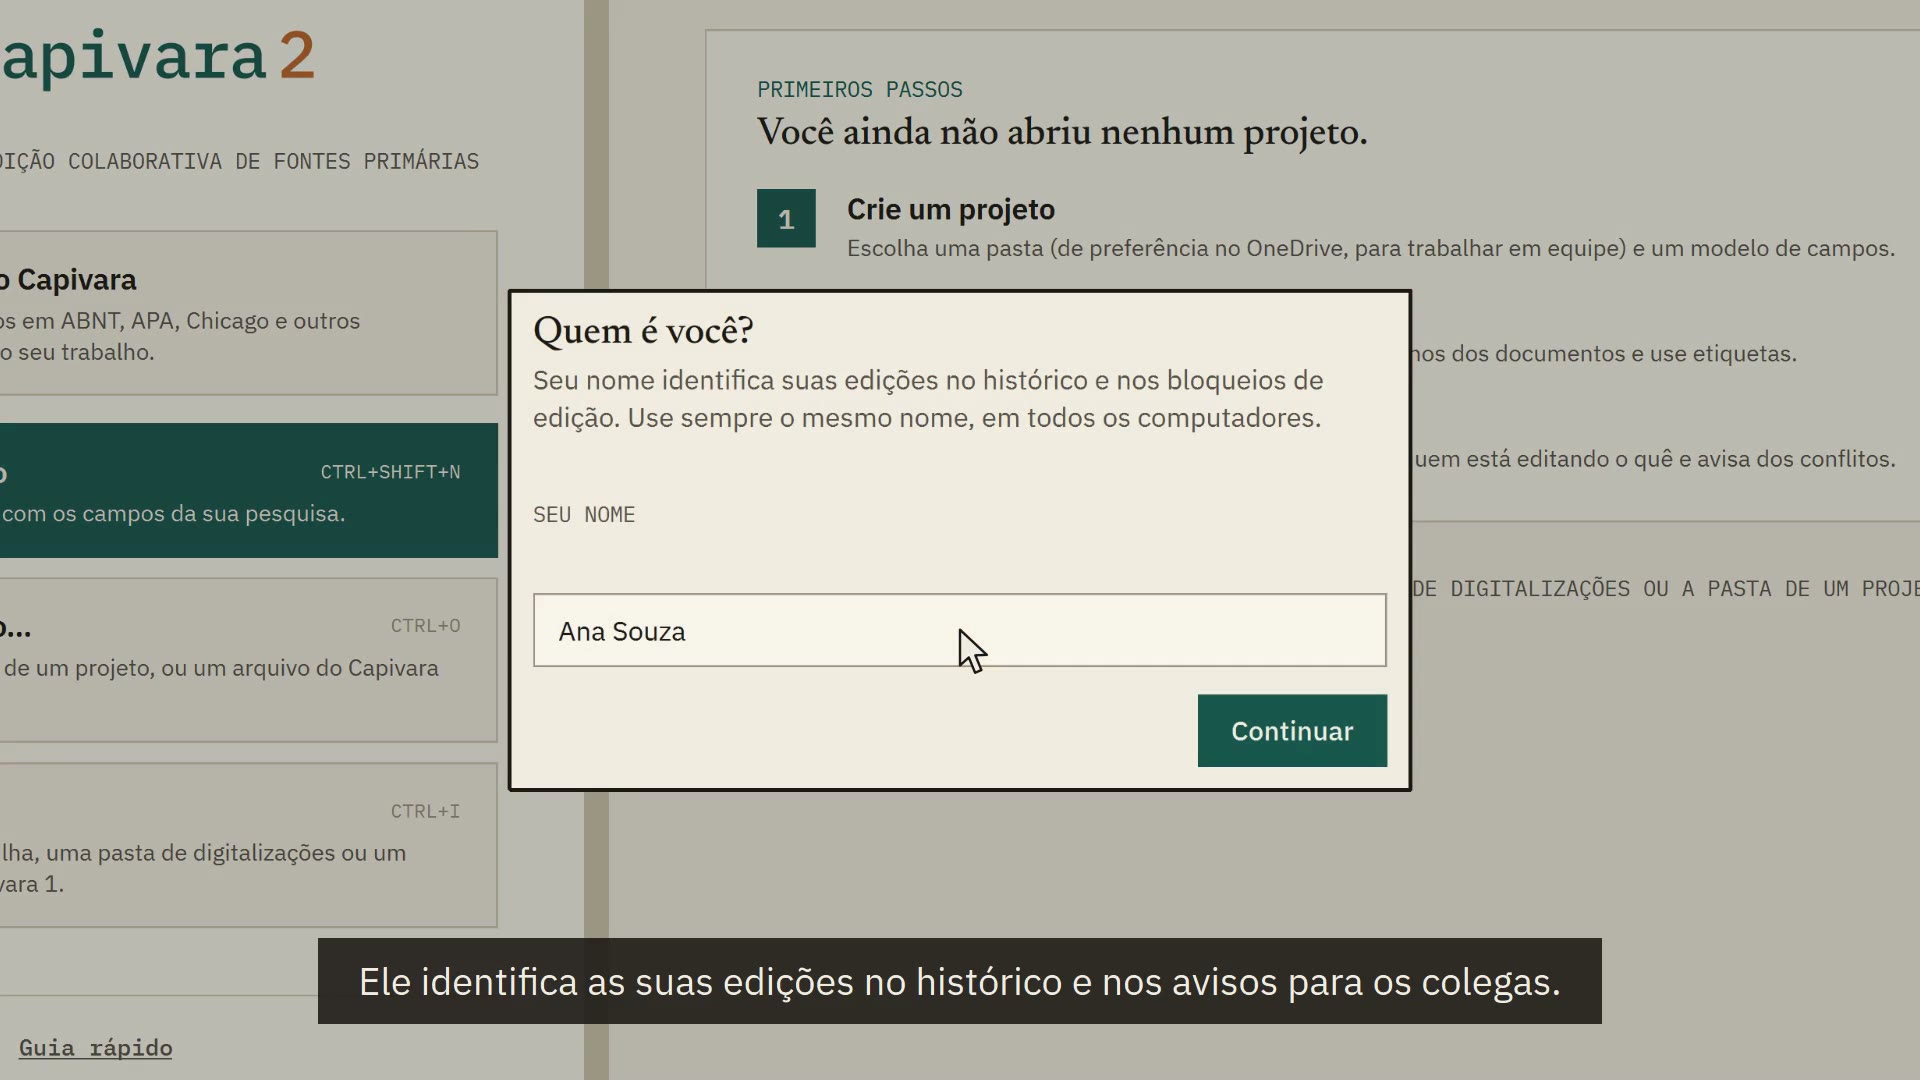 apivara 2
DIÇÃO COLABORATIVA DE FONTES PRIMÁRIAS
o Capivara
os em ABNT, APA, Chicago e outros
o seu trabalho.
o CTRL+SHIFT+N
com os campos da sua pesquisa.
o... CTRL+O
de um projeto, ou um arquivo do Capivara
CTRL+I
lha, uma pasta de digitalizações ou um
vara 1.
Guia rápido
PRIMEIROS PASSOS
Você ainda não abriu nenhum projeto.
1 Crie um projeto
Escolha uma pasta (de preferência no OneDrive, para trabalhar em equipe) e um modelo de campos.
nos dos documentos e use etiquetas.
uem está editando o quê e avisa dos conflitos.
DE DIGITALIZAÇÕES OU A PASTA DE UM PROJE
Quem é você?
Seu nome identifica suas edições no histórico e nos bloqueios de
edição. Use sempre o mesmo nome, em todos os computadores.
SEU NOME
Ana Souza
Continuar
Ele identifica as suas edições no histórico e nos avisos para os colegas.